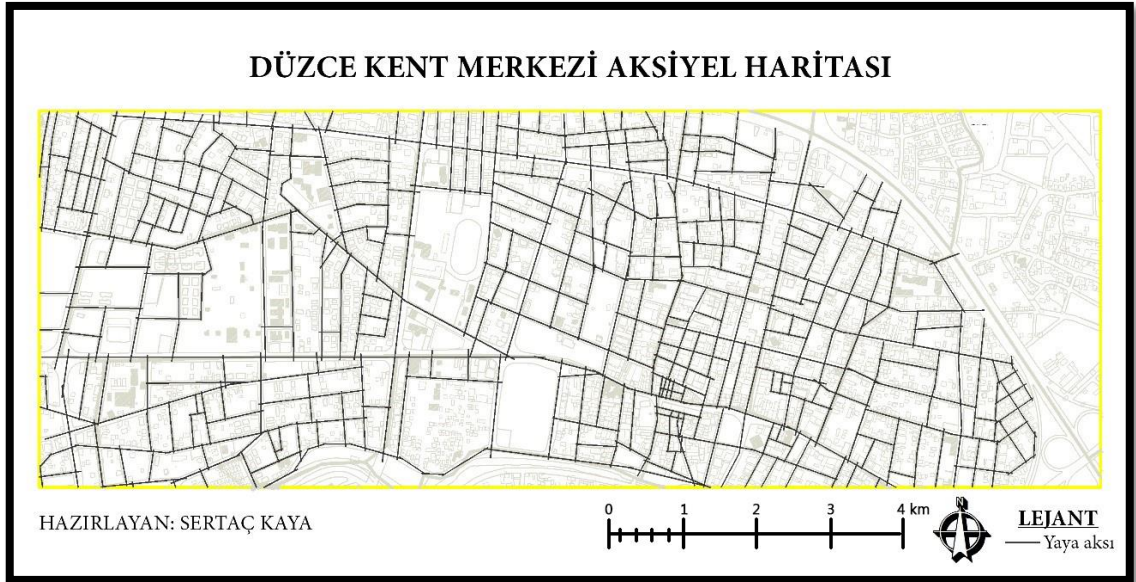 DÜZCE KENT MERKEZİ AKSİYEL HARİTASI
HAZIRLAYAN: SERTAÇ KAYA
0 1 2 3 4 km
N
LEJANT
Yaya aksı